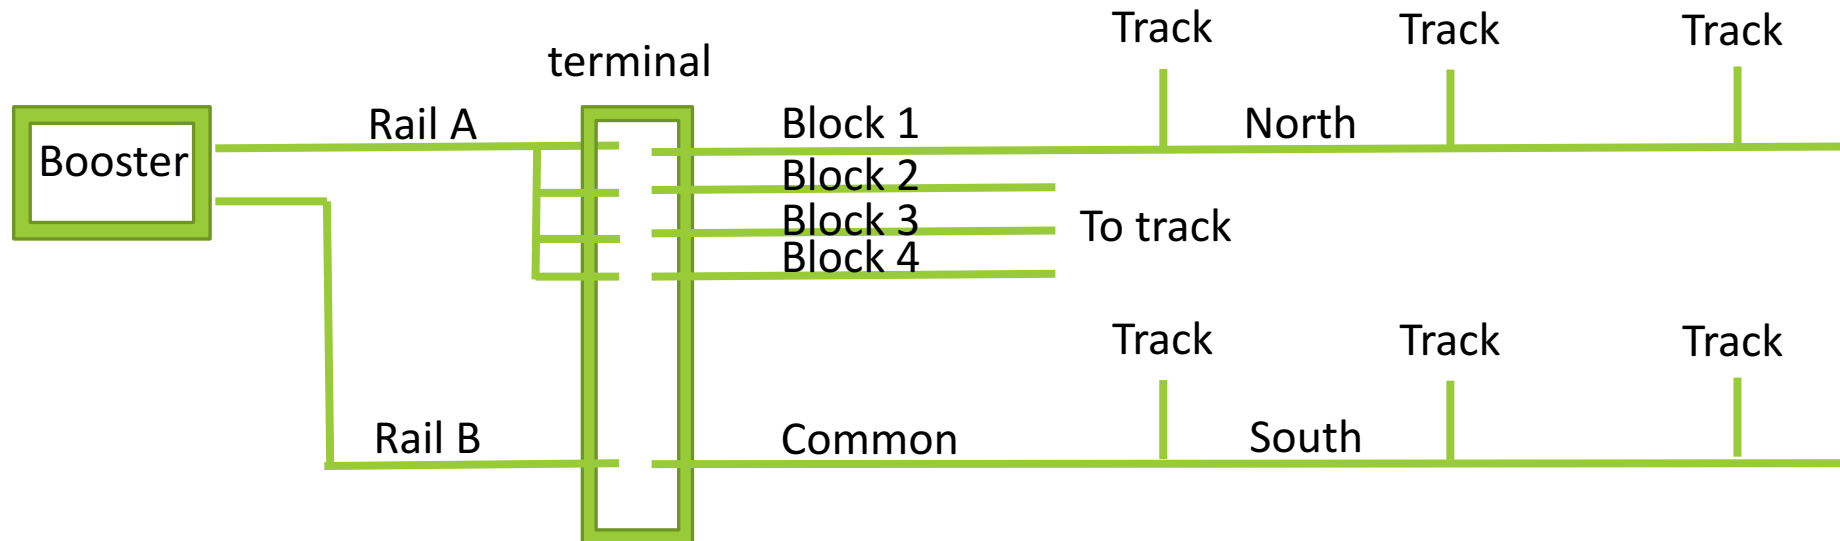 Track
Track
Track
terminal
Rail A
Block 1
North
Booster
Block 2
Block 3
To track
Block 4
Track
Track
Track
Rail B
Common
South